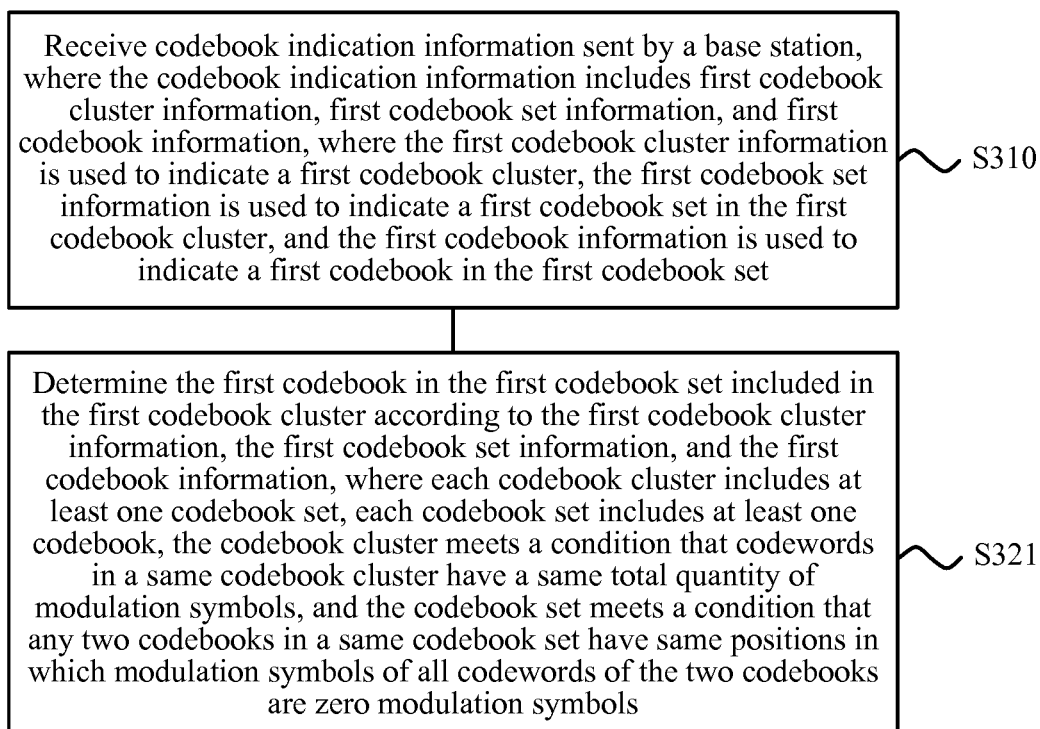 Receive codebook indication information sent by a base station,
where the codebook indication information includes first codebook
cluster information, first codebook set information, and first
codebook information, where the first codebook cluster information
is used to indicate a first codebook cluster, the first codebook set
information is used to indicate a first codebook set in the first
codebook cluster, and the first codebook information is used to
indicate a first codebook in the first codebook set
S310
Determine the first codebook in the first codebook set included in
the first codebook cluster according to the first codebook cluster
information, the first codebook set information, and the first
codebook information, where each codebook cluster includes at
least one codebook set, each codebook set includes at least one
codebook, the codebook cluster meets a condition that codewords
in a same codebook cluster have a same total quantity of
modulation symbols, and the codebook set meets a condition that
any two codebooks in a same codebook set have same positions in
which modulation symbols of all codewords of the two codebooks
are zero modulation symbols
S321